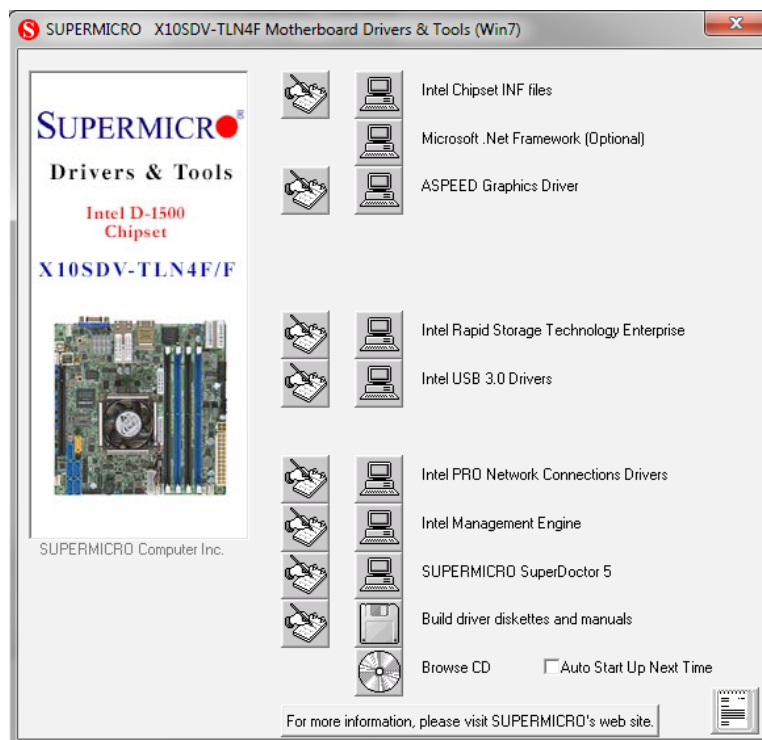 SUPERMICRO X10SDV-TLN4F Motherboard Drivers & Tools (Win7)
SUPERMICRO®
Drivers & Tools
Intel D-1500
Chipset
X10SDV-TLN4F/F
SUPERMICRO Computer Inc.
Intel Chipset INF files
Microsoft .Net Framework (Optional)
ASPEED Graphics Driver
Intel Rapid Storage Technology Enterprise
Intel USB 3.0 Drivers
Intel PRO Network Connections Drivers
Intel Management Engine
SUPERMICRO SuperDoctor 5
Build driver diskettes and manuals
Browse CD
Auto Start Up Next Time
For more information, please visit SUPERMICRO's web site.